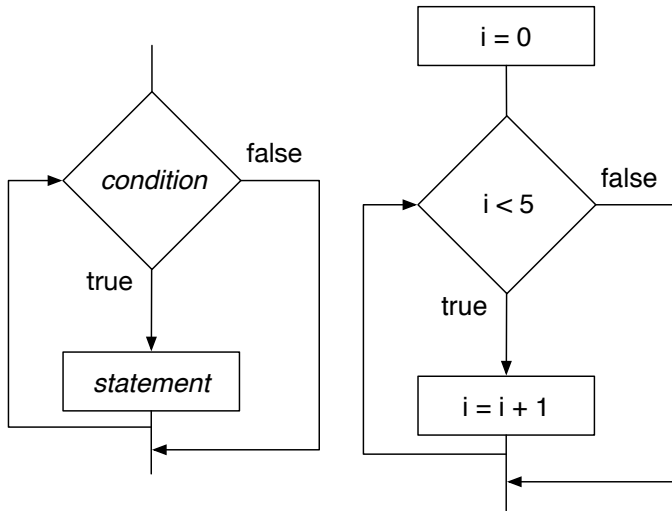 condition
false
true
statement
i = 0
i < 5
false
true
i = i + 1